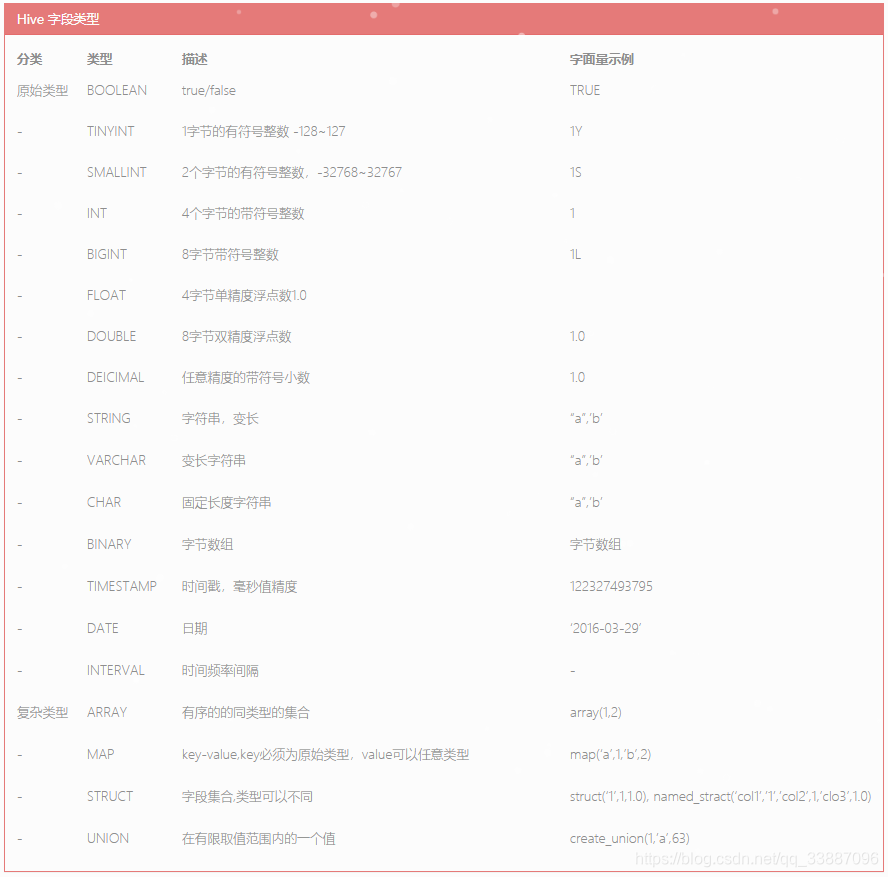 Hive 字段类型
分类 类型 描述 字面量示例
原始类型 BOOLEAN true/false TRUE
- TINYINT 1字节的有符号整数 -128~127 1Y
- SMALLINT 2个字节的有符号整数，-32768~32767 1S
- INT 4个字节的带符号整数 1
- BIGINT 8字节带符号整数 1L
- FLOAT 4字节单精度浮点数1.0
- DOUBLE 8字节双精度浮点数 1.0
- DEICIMAL 任意精度的带符号小数 1.0
- STRING 字符串，变长 “a”,‘b’
- VARCHAR 变长字符串 “a”,‘b’
- CHAR 固定长度字符串 “a”,‘b’
- BINARY 字节数组 字节数组
- TIMESTAMP 时间戳，毫秒值精度 122327493795
- DATE 日期 ‘2016-03-29’
- INTERVAL 时间频率间隔 -
复杂类型 ARRAY 有序的的同类型的集合 array(1,2)
- MAP key-value,key必须为原始类型，value可以任意类型 map(‘a’,1,‘b’,2)
- STRUCT 字段集合,类型可以不同 struct(‘1’,1,1.0), named_stract(‘col1’,‘1’,‘col2’,1,‘clo3’,1.0)
- UNION 在有限取值范围内的一个值 create_union(1,‘a’,63)
https://blog.csdn.net/qq_33887096